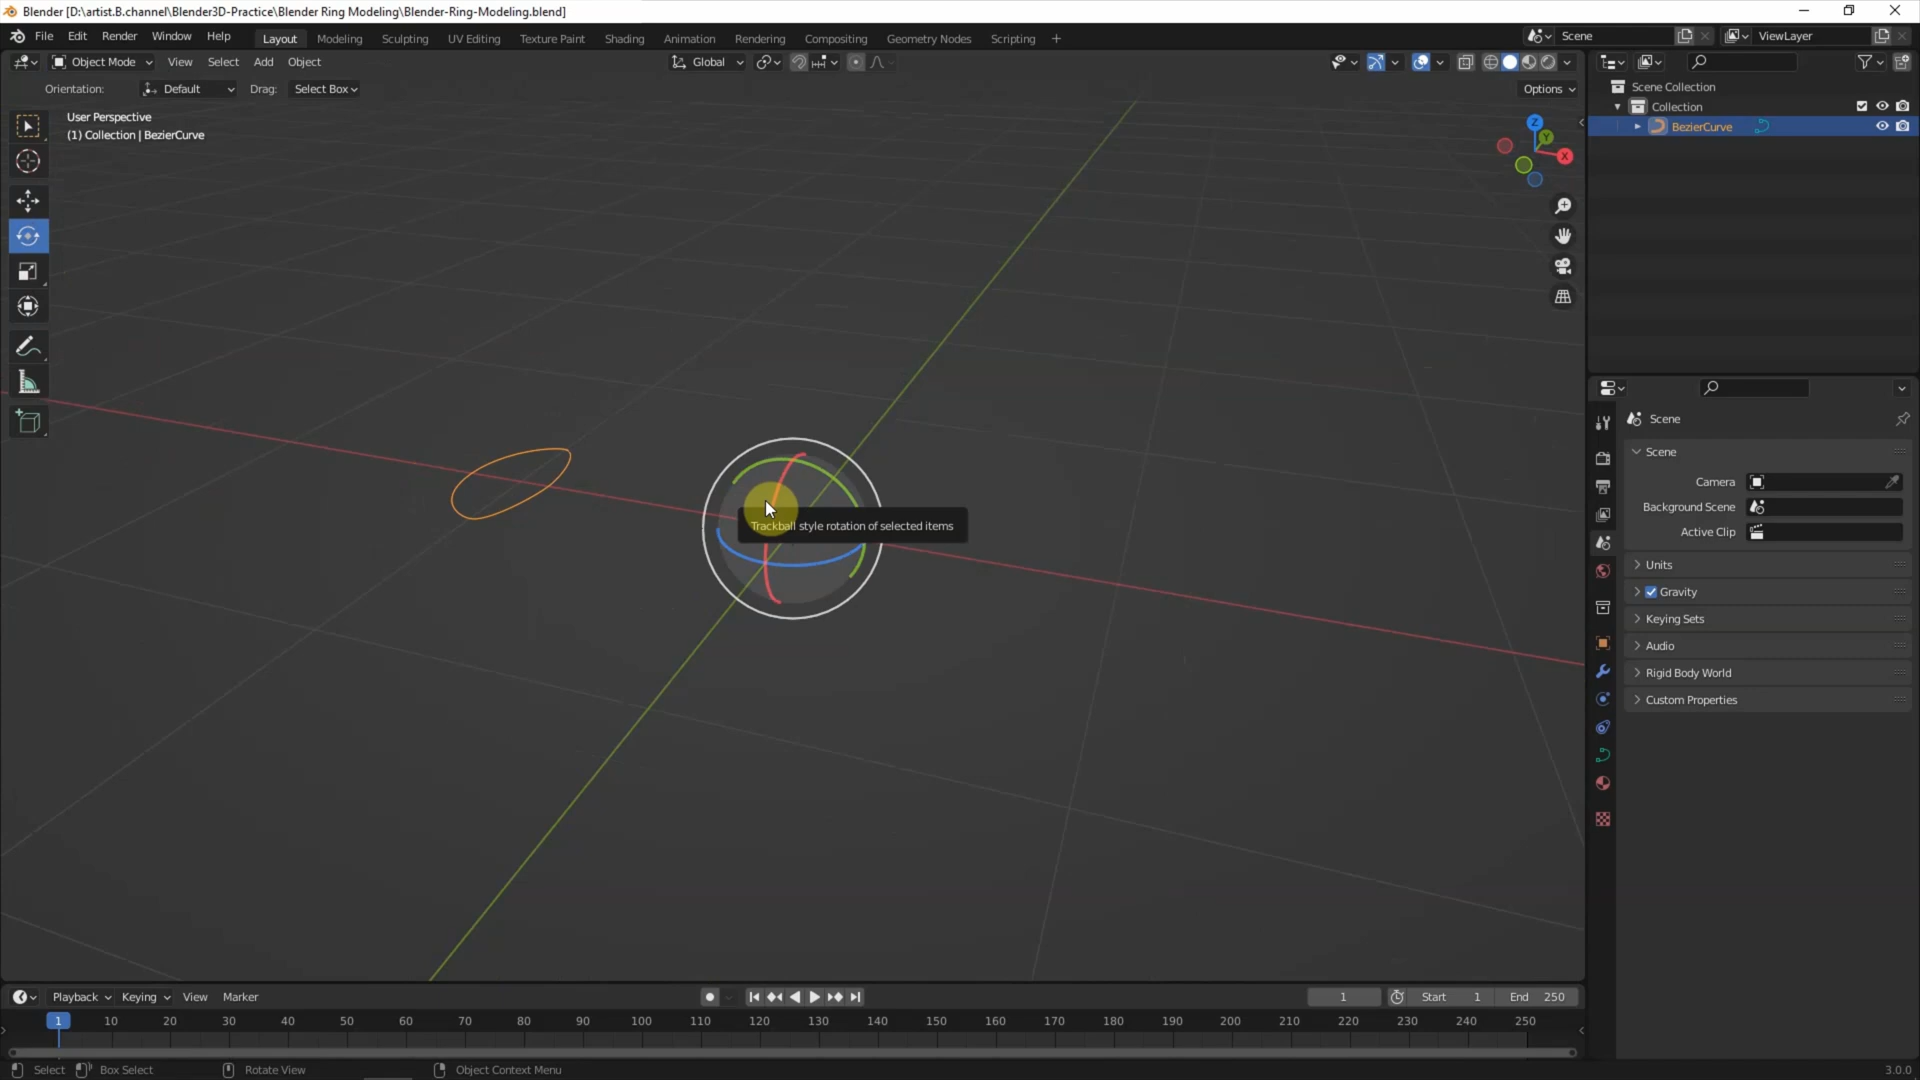 Blender [D:\artist.B.channel\Blender3D-Practice\Blender Ring Modeling\Blender-Ring-Modeling.blend]
File Edit Render Window Help Layout Modeling Sculpting UV Editing Texture Paint Shading Animation Rendering Compositing Geometry Nodes Scripting + Scene ViewLayer
Object Mode View Select Add Object Global
Orientation: Default Drag: Select Box Options
User Perspective
(1) Collection | BezierCurve
Z
Y
X
Scene Collection
Collection
BezierCurve
Trackball style rotation of selected items
Scene
Scene
Camera
Background Scene
Active Clip
Units
Gravity
Keying Sets
Audio
Rigid Body World
Custom Properties
Playback Keying View Marker 1 Start 1 End 250
1 10 20 30 40 50 60 70 80 90 100 110 120 130 140 150 160 170 180 190 200 210 220 230 240 250
Select Box Select Rotate View Object Context Menu 3.0.0